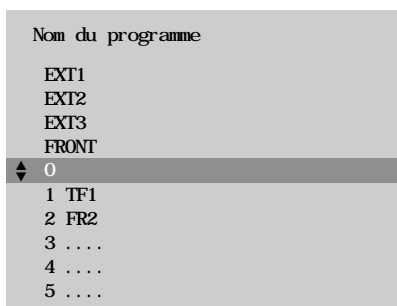 Nom du programme
EXT1
EXT2
EXT3
FRONT
0
1 TF1
2 FR2
3 ....
4 ....
5 ....